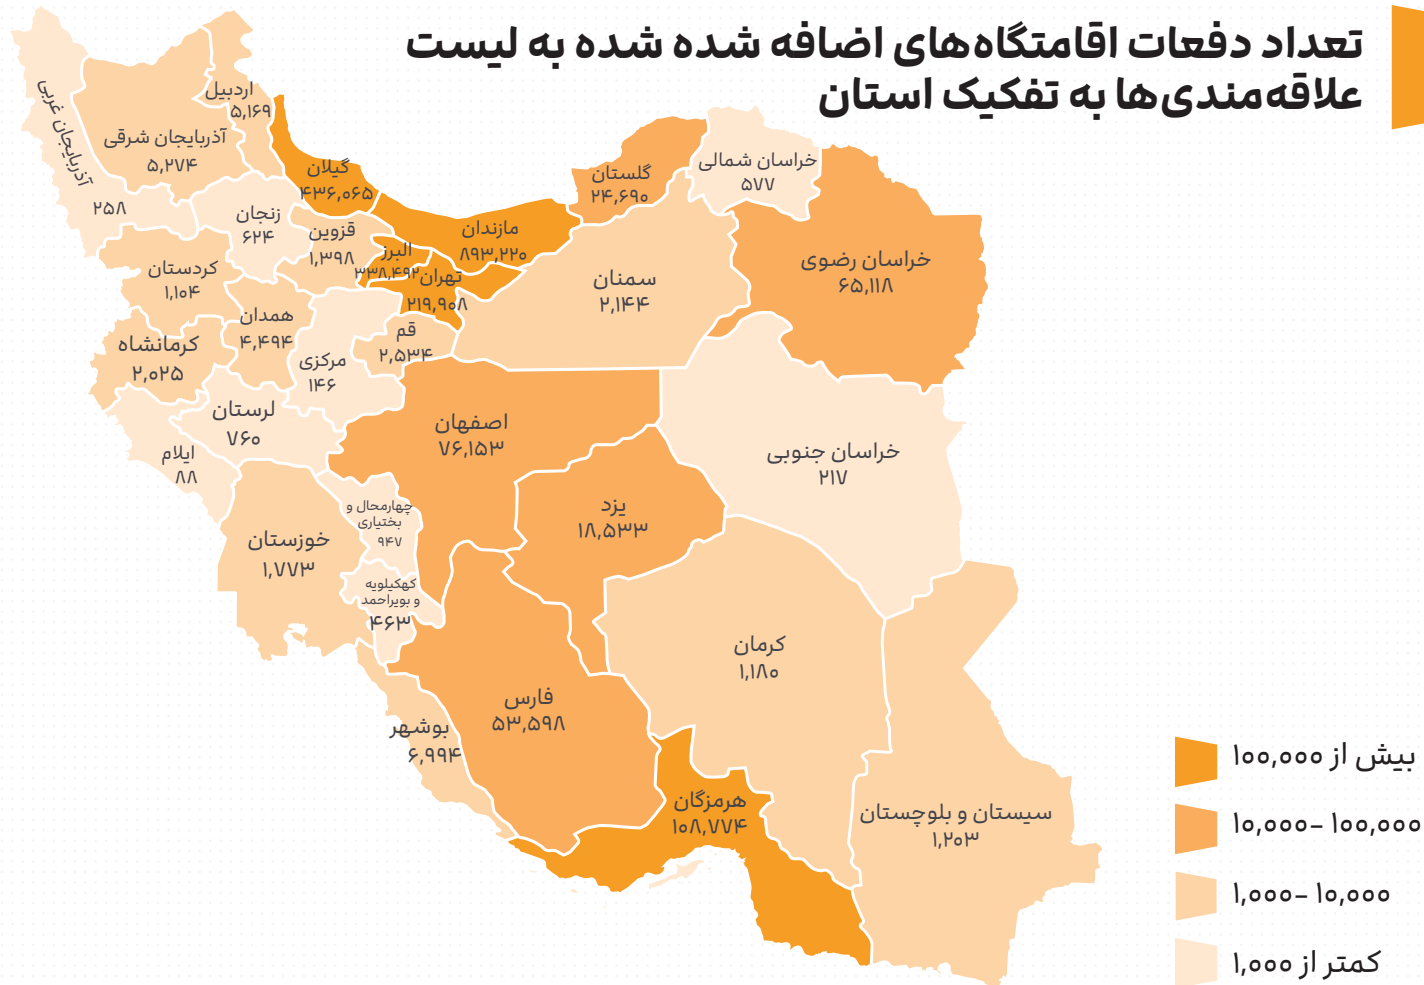 تعداد دفعات اقامتگاه‌های اضافه شده شده به لیست
علاقه‌مندی‌ها به تفکیک استان
اردبیل
۵,۱۶۹
آذربایجان شرقی
۵,۲۷۴
آذربایجان غربی
۲۵۸
گیلان
۴۳۶,۰۶۵
زنجان
۶۲۴
قزوین
۱,۳۹۸
مازندان
۸۹۳,۲۲۰
البرز
۳۳۸,۴۹۲
تهران
۲۱۹,۹۰۸
گلستان
۲۴,۶۹۰
خراسان شمالی
۵۷۷
خراسان رضوی
۶۵,۱۱۸
سمنان
۲,۱۴۴
کردستان
۱,۱۰۴
همدان
۴,۴۹۴
کرمانشاه
۲,۰۲۵
قم
۲,۵۳۴
مرکزی
۱۴۶
لرستان
۷۶۰
ایلام
۸۸
اصفهان
۷۶,۱۵۳
خراسان جنوبی
۲۱۷
یزد
۱۸,۵۳۳
چهارمحال و
بختیاری
۹۴۷
خوزستان
۱,۷۷۳
کهکیلویه
و بویراحمد
۴۶۳
کرمان
۱,۱۸۰
فارس
۵۳,۵۹۸
بوشهر
۶,۹۹۴
هرمزگان
۱۰۸,۷۷۴
سیستان و بلوچستان
۱,۲۰۳
بیش از ۱۰۰,۰۰۰
۱۰,۰۰۰ -۱۰۰,۰۰۰
۱,۰۰۰ -۱۰,۰۰۰
کمتر از ۱,۰۰۰